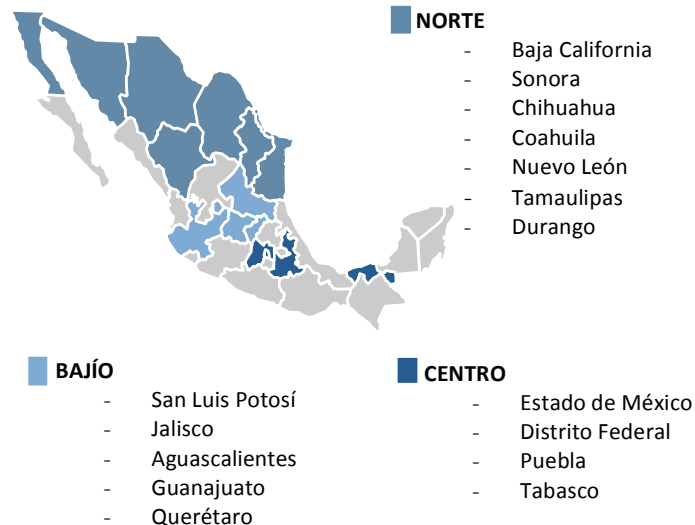 NORTE
- Baja California
- Sonora
- Chihuahua
- Coahuila
- Nuevo León
- Tamaulipas
- Durango
BAJÍO
- San Luis Potosí
- Jalisco
- Aguascalientes
- Guanajuato
- Querétaro
CENTRO
- Estado de México
- Distrito Federal
- Puebla
- Tabasco